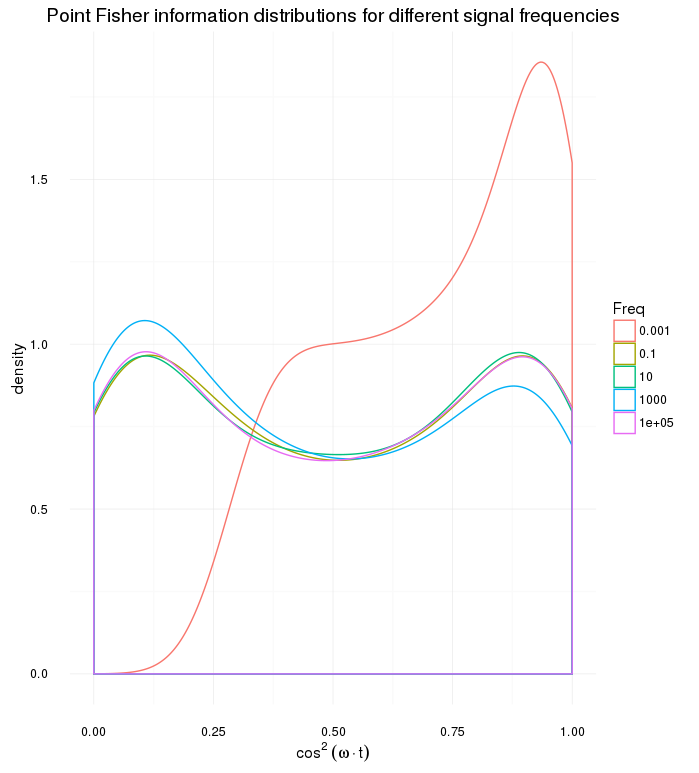 Point Fisher information distributions for different signal frequencies
density
1.5
1.0
0.5
0.0
0.00 0.25 0.50 0.75 1.00
cos² (ω · t)
Freq
0.001
0.1
10
1000
1e+05